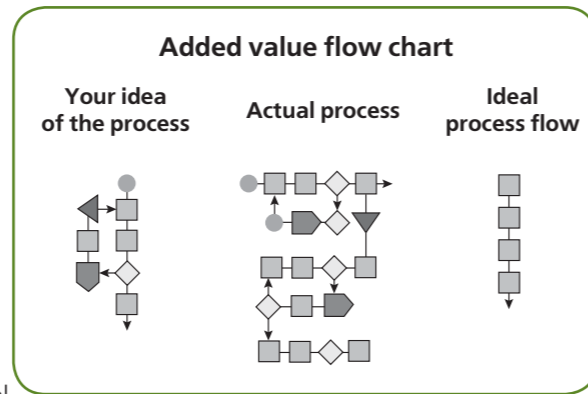 Added value flow chart
Your idea
of the process
Actual process
Ideal
process flow